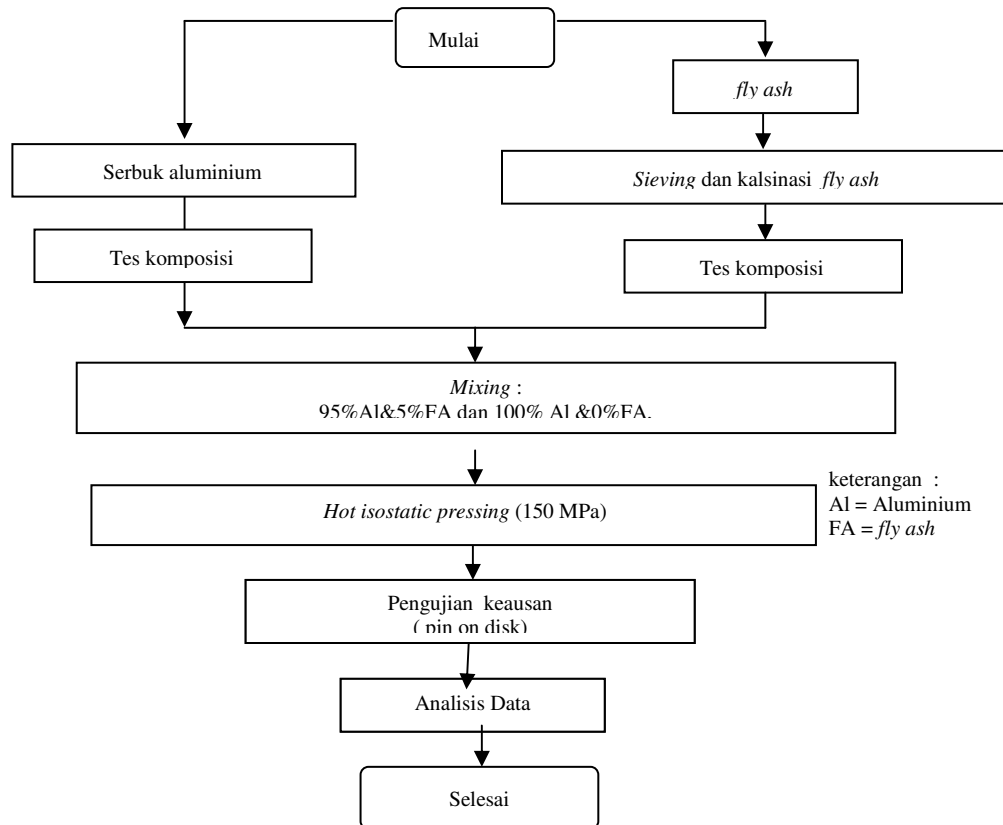 Mulai
fly ash
Serbuk aluminium
Sieving dan kalsinasi fly ash
Tes komposisi
Tes komposisi
Mixing :
95%Al&5%FA dan 100% Al &0%FA.
Hot isostatic pressing (150 MPa)
keterangan :
Al = Aluminium
FA = fly ash
Pengujian keausan
( pin on disk)
Analisis Data
Selesai